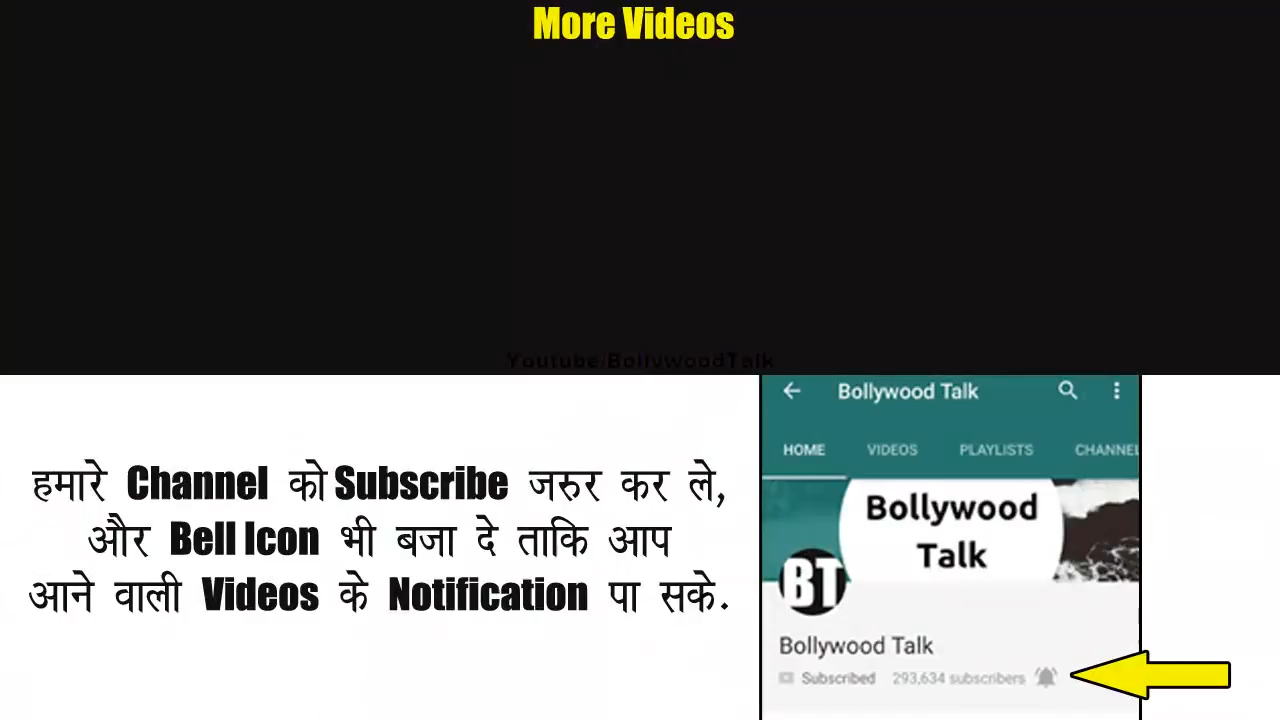 More Videos
Youtube/BollywoodTalk
हमारे Channel को Subscribe जरुर कर ले,
और Bell Icon भी बजा दे ताकि आप
आने वाली Videos के Notification पा सके.
Bollywood Talk
HOME VIDEOS PLAYLISTS CHANNEL
Bollywood
Talk
BT
Bollywood Talk
Subscribed 293,634 subscribers